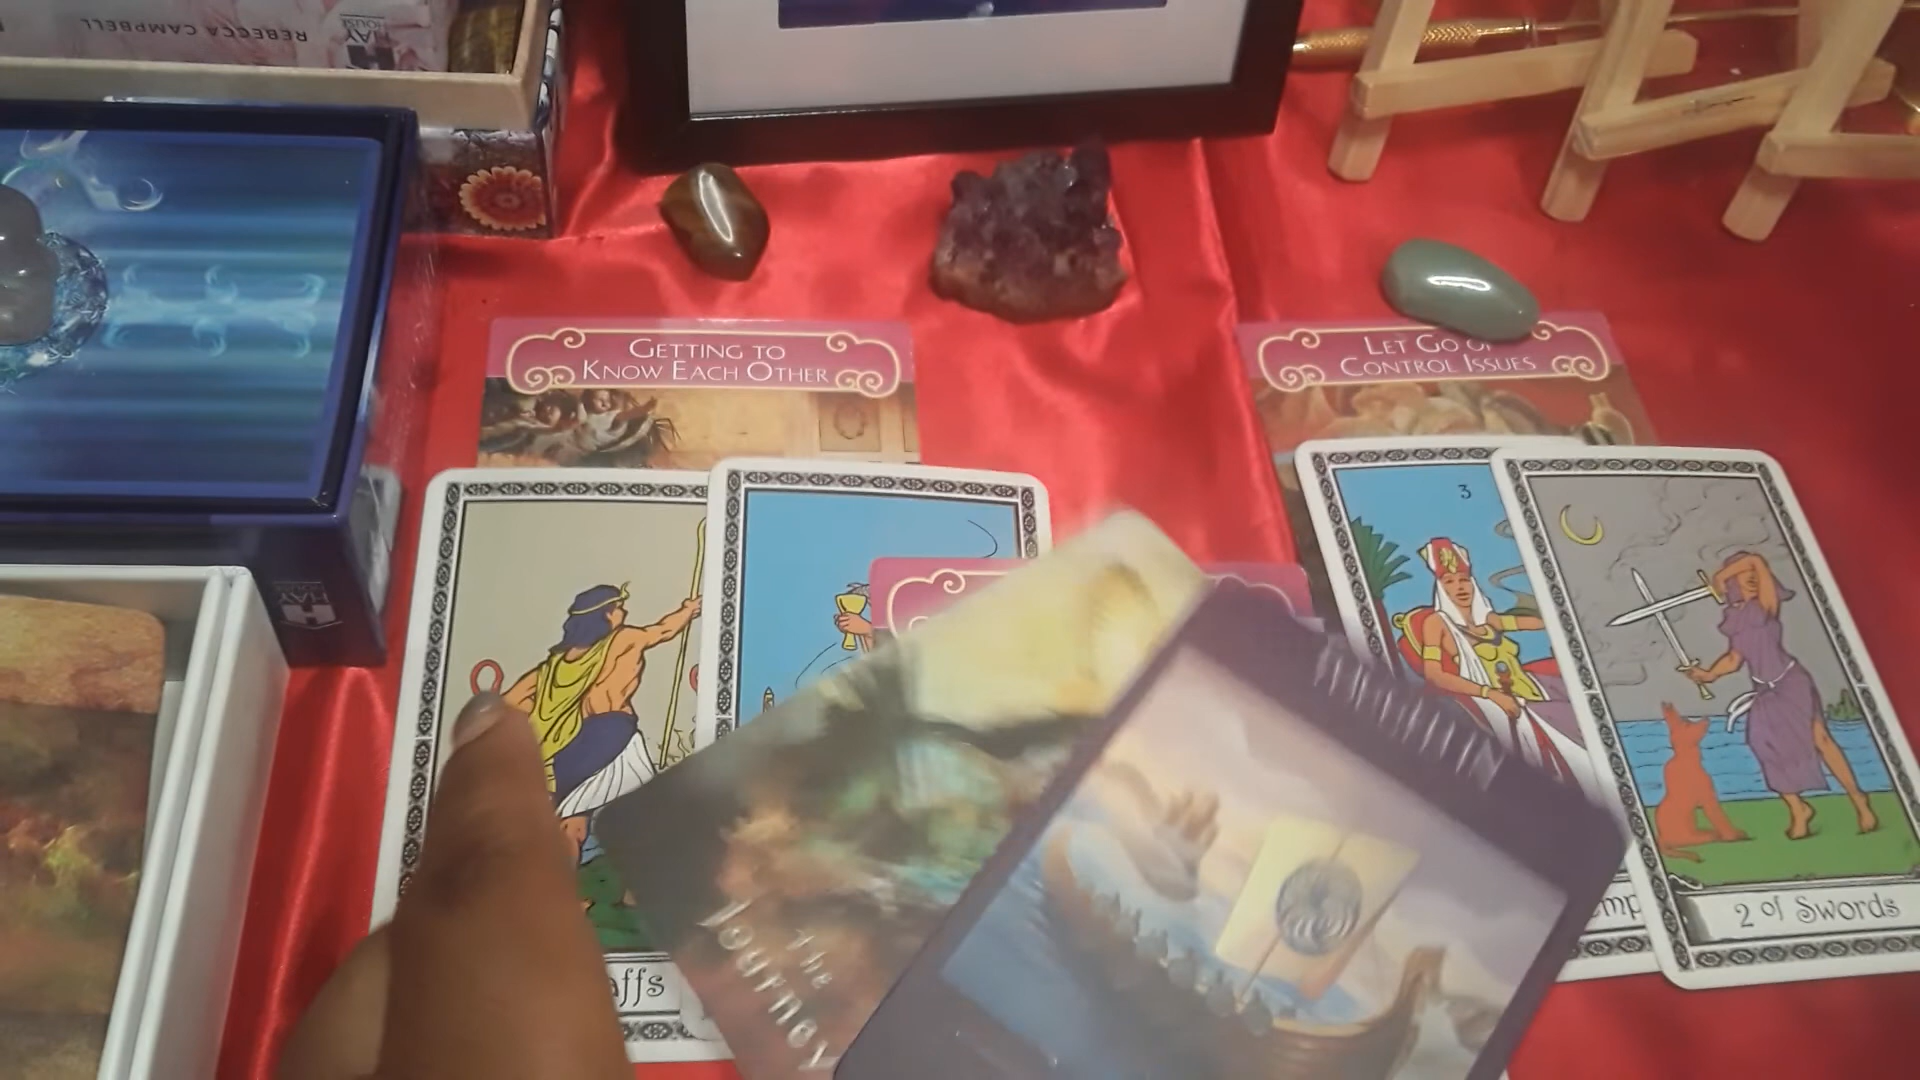 REBECCA CAMPBELL
HAY
HOUSE
GETTING TO
KNOW EACH OTHER
LET GO OF
CONTROL ISSUES
3
The
Journey
2 of Swords
HAY